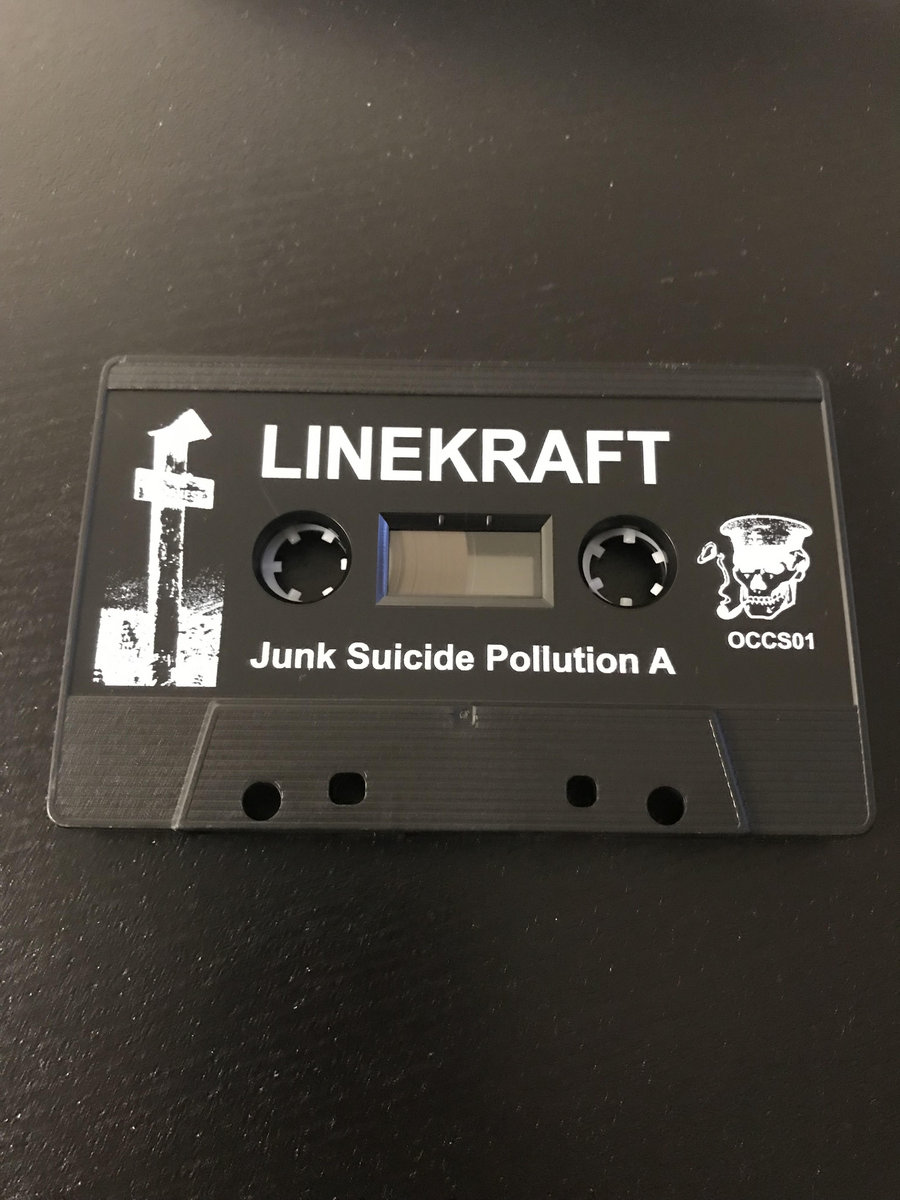 LINEKRAFT
Junk Suicide Pollution A
OCCS01